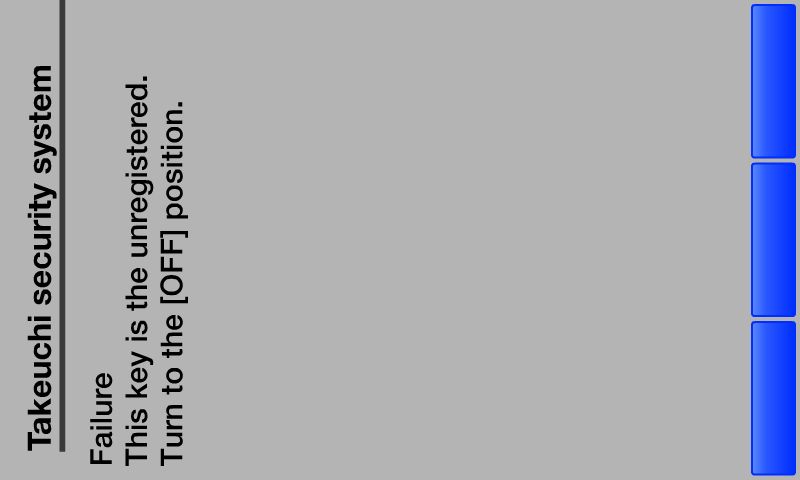 Takeuchi security system
Failure
This key is the unregistered.
Turn to the [OFF] position.